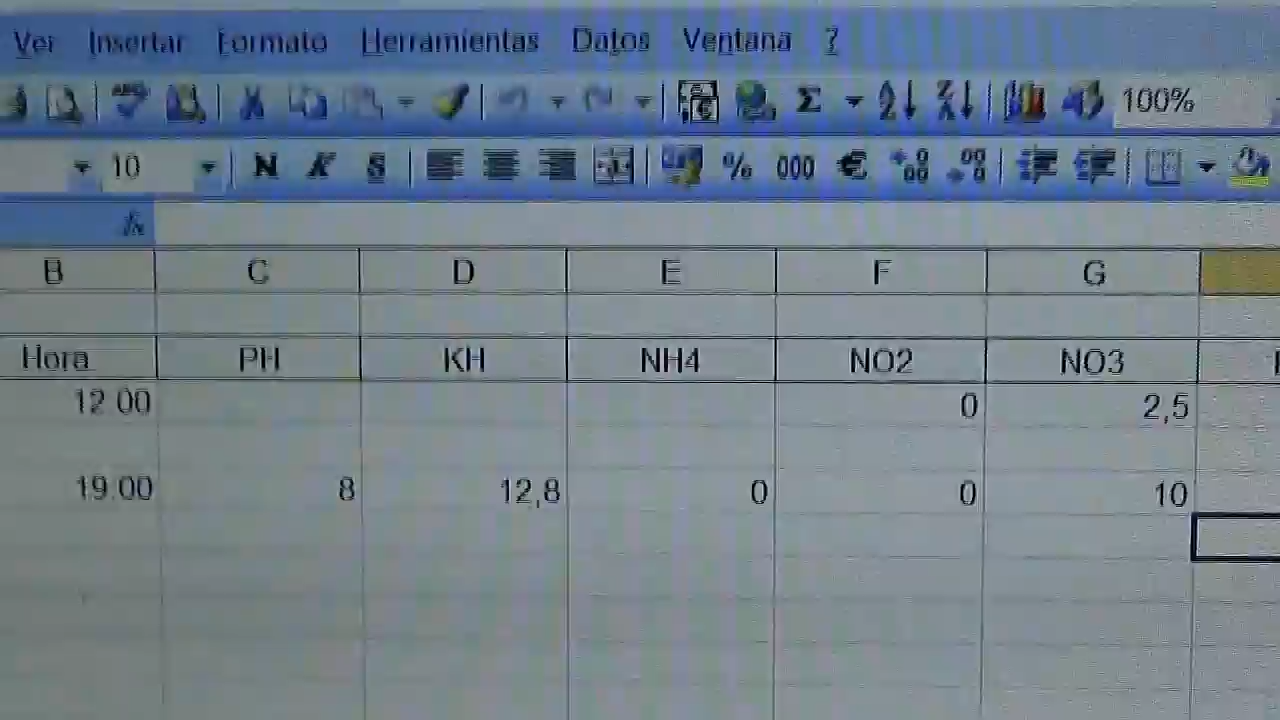 Ver Insertar Formato Herramientas Datos Ventana ?
100%
10 N K S % 000 €
fx
B C D E F G
Hora PH KH NH4 NO2 NO3
12:00 0 2,5
19:00 8 12,8 0 0 10